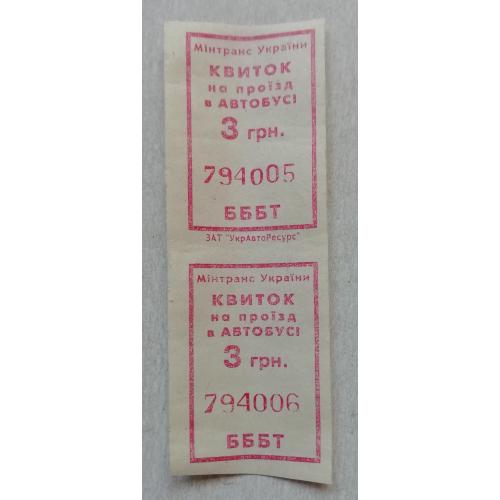 Мінтранс України
КВИТОК
на проїзд
в АВТОБУСІ
3 грн.
794005
БББТ
ЗАТ "УкрАвтоРесурс"
Мінтранс України
КВИТОК
на проїзд
в АВТОБУСІ
3 грн.
794006
БББТ